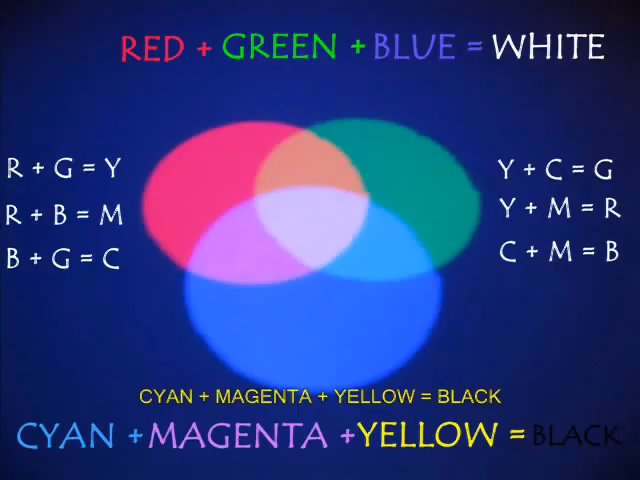 RED + GREEN + BLUE = WHITE
R + G = Y
R + B = M
B + G = C
Y + C = G
Y + M = R
C + M = B
CYAN + MAGENTA + YELLOW = BLACK
CYAN + MAGENTA + YELLOW = BLACK